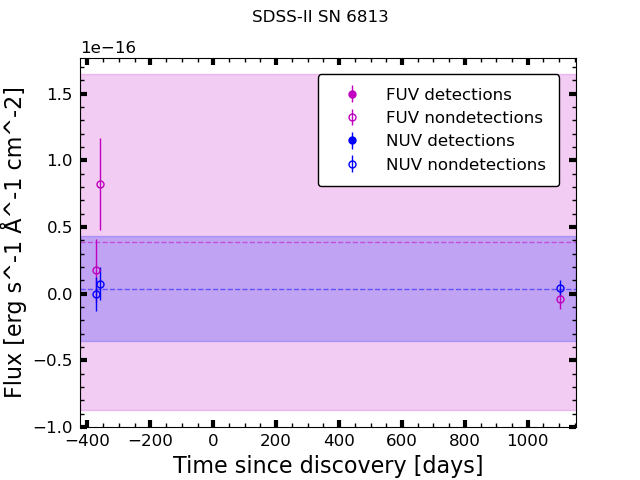 SDSS-II SN 6813
1e−16
FUV detections
FUV nondetections
NUV detections
NUV nondetections
1.5
1.0
0.5
0.0
−0.5
−1.0
Flux [erg s^-1 Å^-1 cm^-2]
−400 −200 0 200 400 600 800 1000
Time since discovery [days]